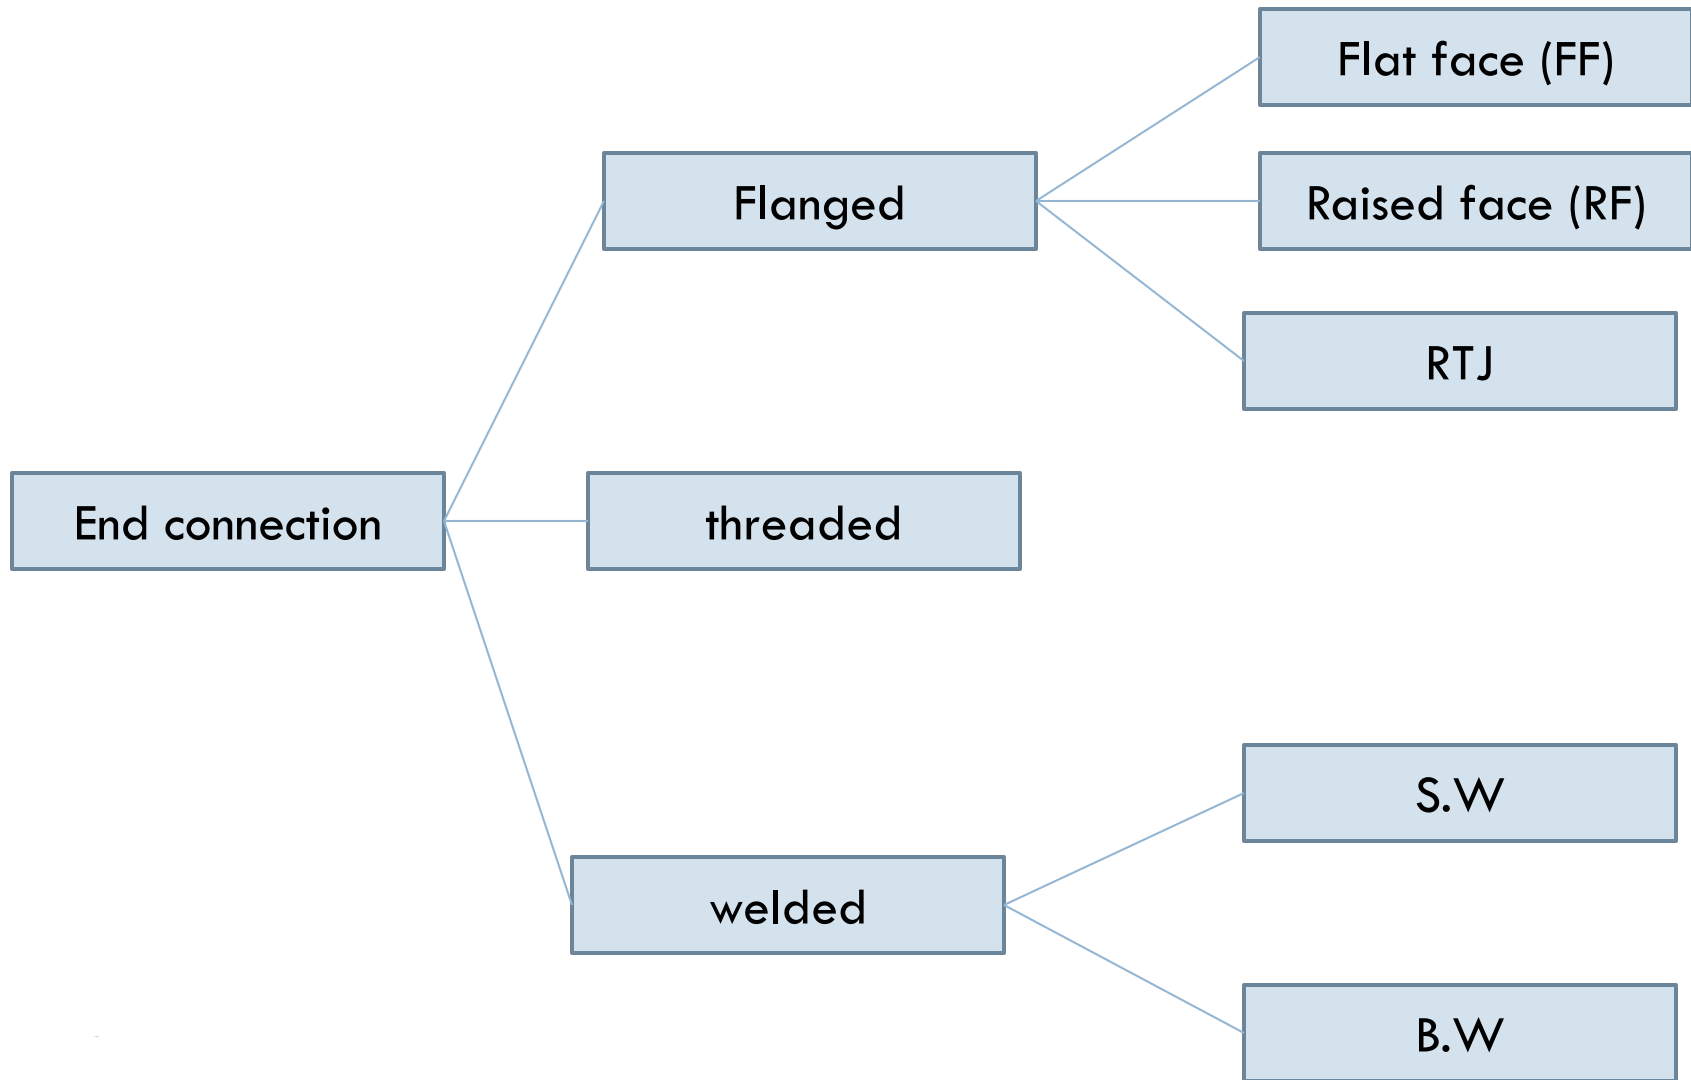 Flat face (FF)
Flanged
Raised face (RF)
RTJ
End connection
threaded
S.W
welded
B.W